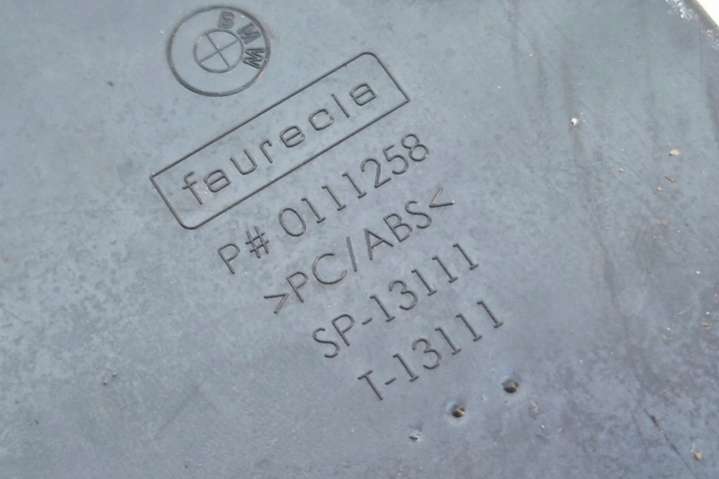 BMW
faurecia
P# 0111258
>PC/ABS<
SP-13111
T-13111